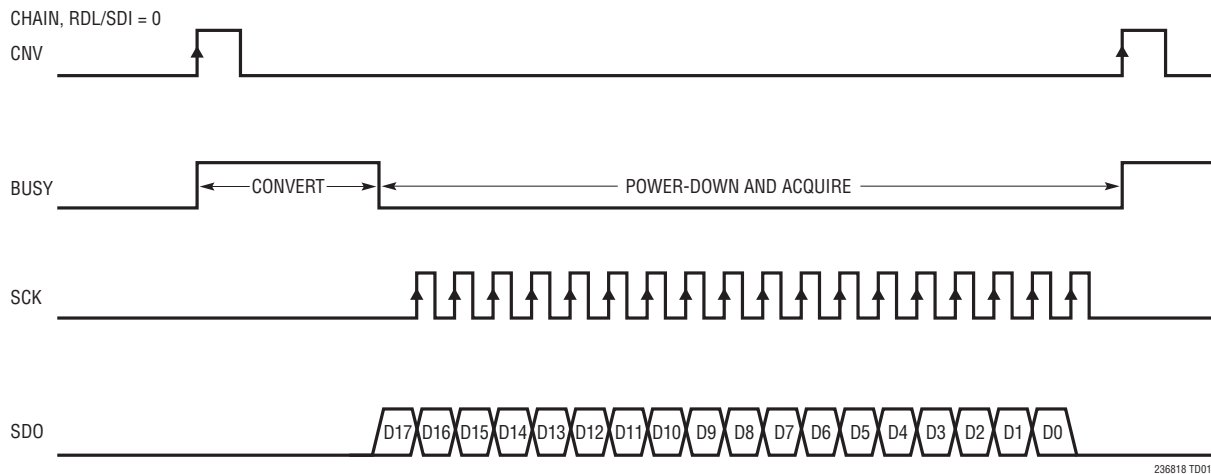 CHAIN, RDL/SDI = 0
CNV
BUSY
CONVERT
POWER-DOWN AND ACQUIRE
SCK
SDO
D17 D16 D15 D14 D13 D12 D11 D10 D9 D8 D7 D6 D5 D4 D3 D2 D1 D0
236818 TD01